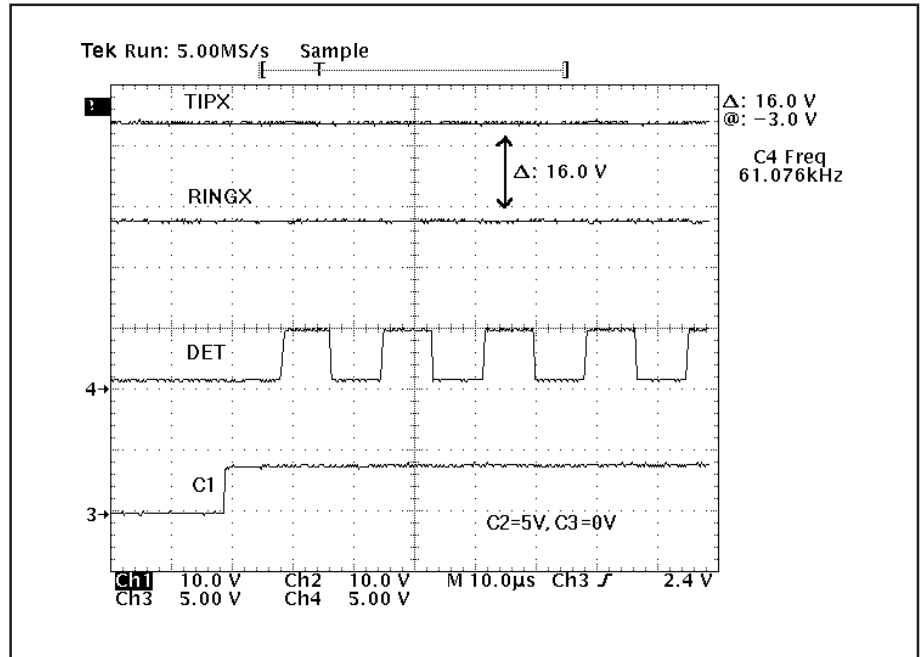 Tek Run: 5.00MS/s Sample
TIPX
Δ: 16.0 V
@: −3.0 V
C4 Freq
61.076kHz
Δ: 16.0 V
RINGX
DET
4→
C1
3→
C2=5V, C3=0V
Ch1 10.0 V Ch2 10.0 V M 10.0µs Ch3 ʃ 2.4 V
Ch3 5.00 V Ch4 5.00 V